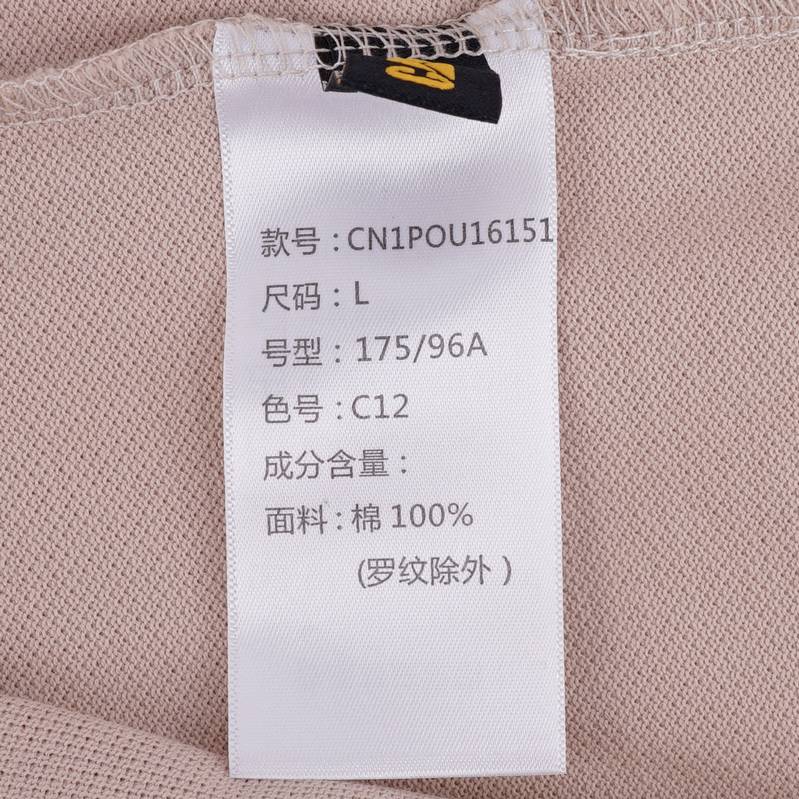 款号：CN1POU16151
尺码：L
号型：175/96A
色号：C12
成分含量：
面料：棉 100%
(罗纹除外）